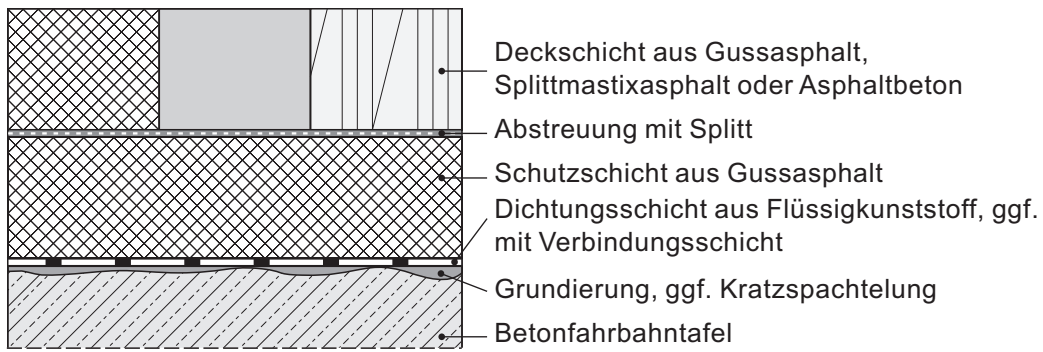 Deckschicht aus Gussasphalt,
Splittmastixasphalt oder Asphaltbeton
Abstreuung mit Splitt
Schutzschicht aus Gussasphalt
Dichtungsschicht aus Flüssigkunststoff, ggf.
mit Verbindungsschicht
Grundierung, ggf. Kratzspachtelung
Betonfahrbahntafel